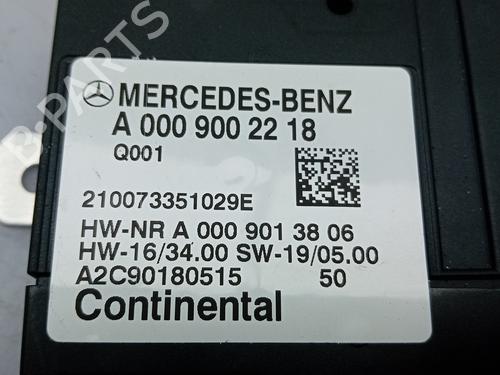 MERCEDES-BENZ
A 000 900 22 18
Q001
210073351029E
HW-NR A 000 901 38 06
HW-16/34.00 SW-19/05.00
A2C90180515 50
Continental
B-PARTS